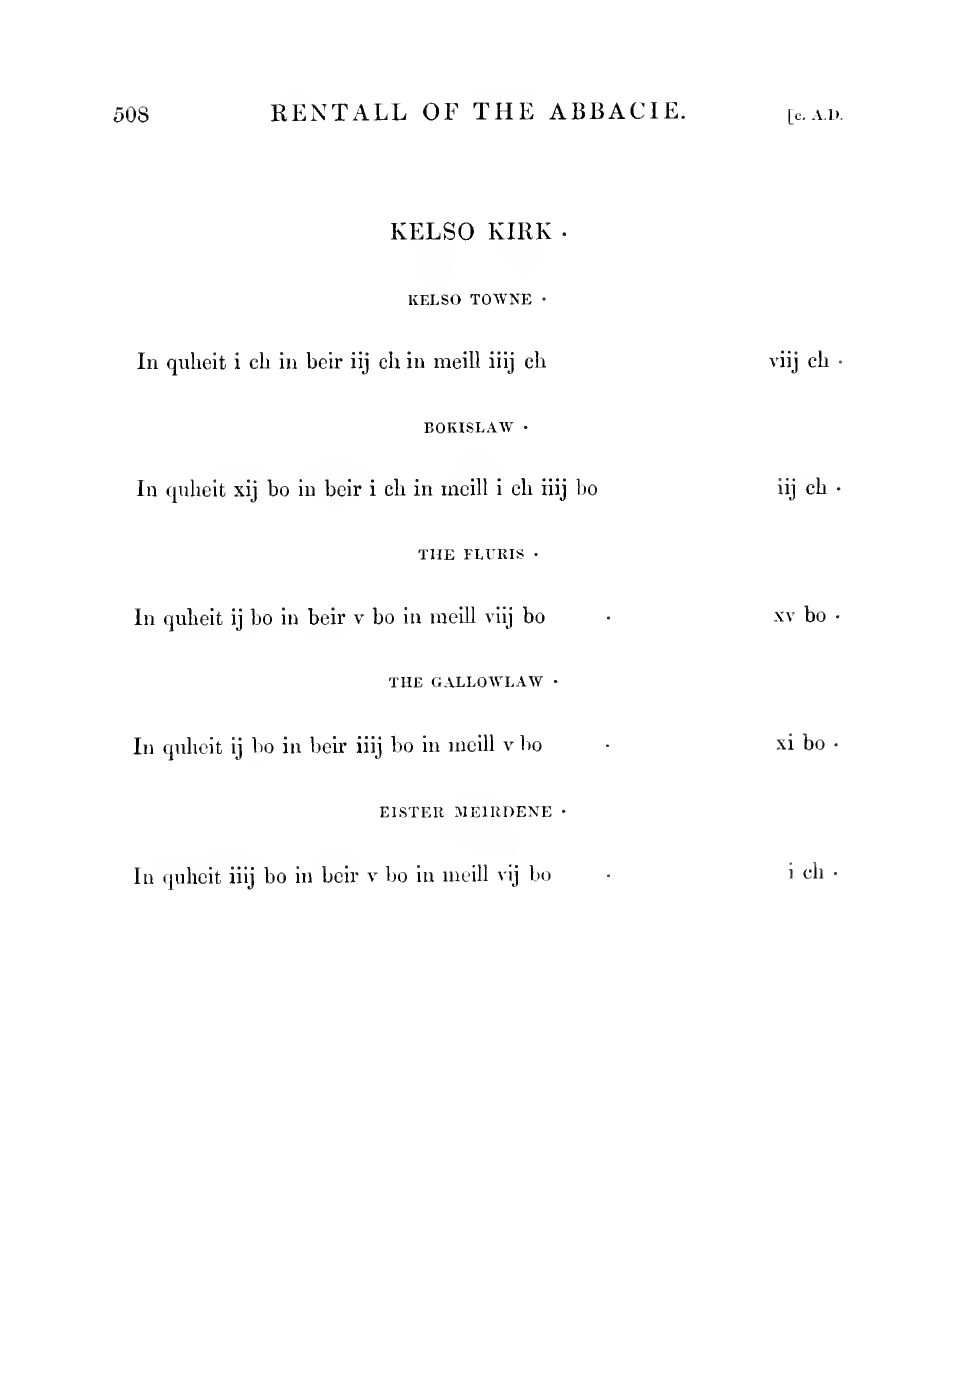 508 RENTALL OF THE ABBACIE. [c. A.D.
KELSO KIRK ·
KELSO TOWNE ·
In quheit i ch in beir iij ch in meill iiij ch viij ch ·
BOKISLAW ·
In quheit xij bo in beir i ch in meill i ch iiij bo iij ch ·
THE FLURIS ·
In quheit ij bo in beir v bo in meill viij bo · xv bo ·
THE GALLOWLAW ·
In quheit ij bo in beir iiij bo in meill v bo · xi bo ·
EISTER MEIRDENE ·
In quheit iiij bo in beir v bo in meill vij bo · i ch ·